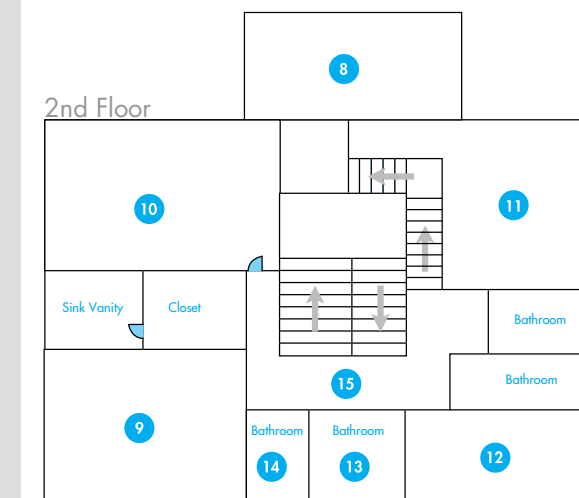 8
2nd Floor
10
11
Sink Vanity
Closet
Bathroom
Bathroom
15
9
Bathroom
Bathroom
14
13
12